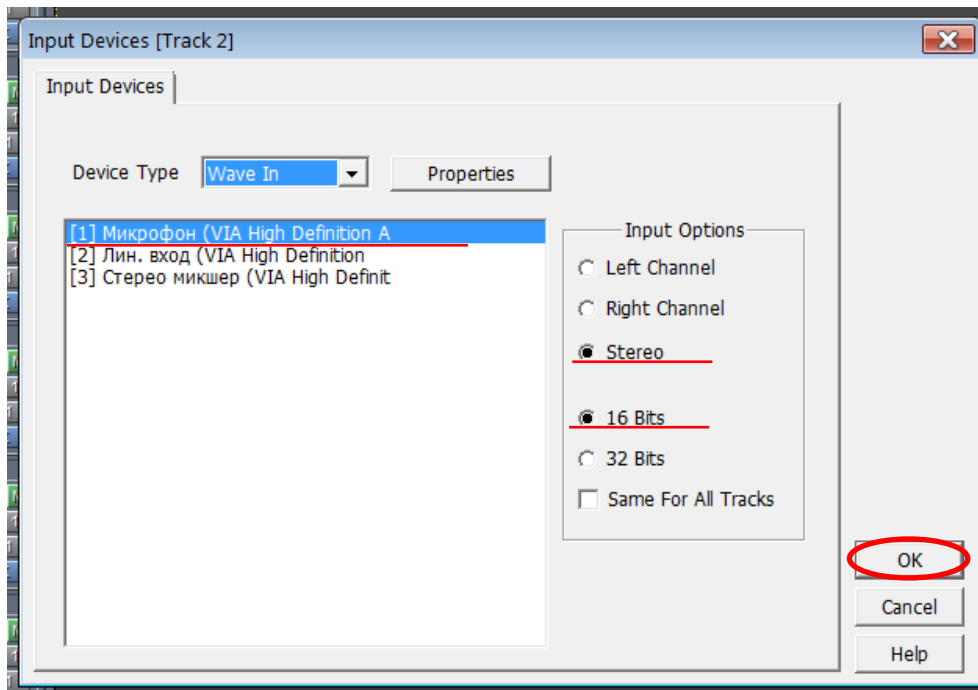 Input Devices [Track 2]
Input Devices
Device Type Wave In Properties
[1] Микрофон (VIA High Definition A
[2] Лин. вход (VIA High Definition
[3] Стерео микшер (VIA High Definit
Input Options
Left Channel
Right Channel
Stereo
16 Bits
32 Bits
Same For All Tracks
OK
Cancel
Help